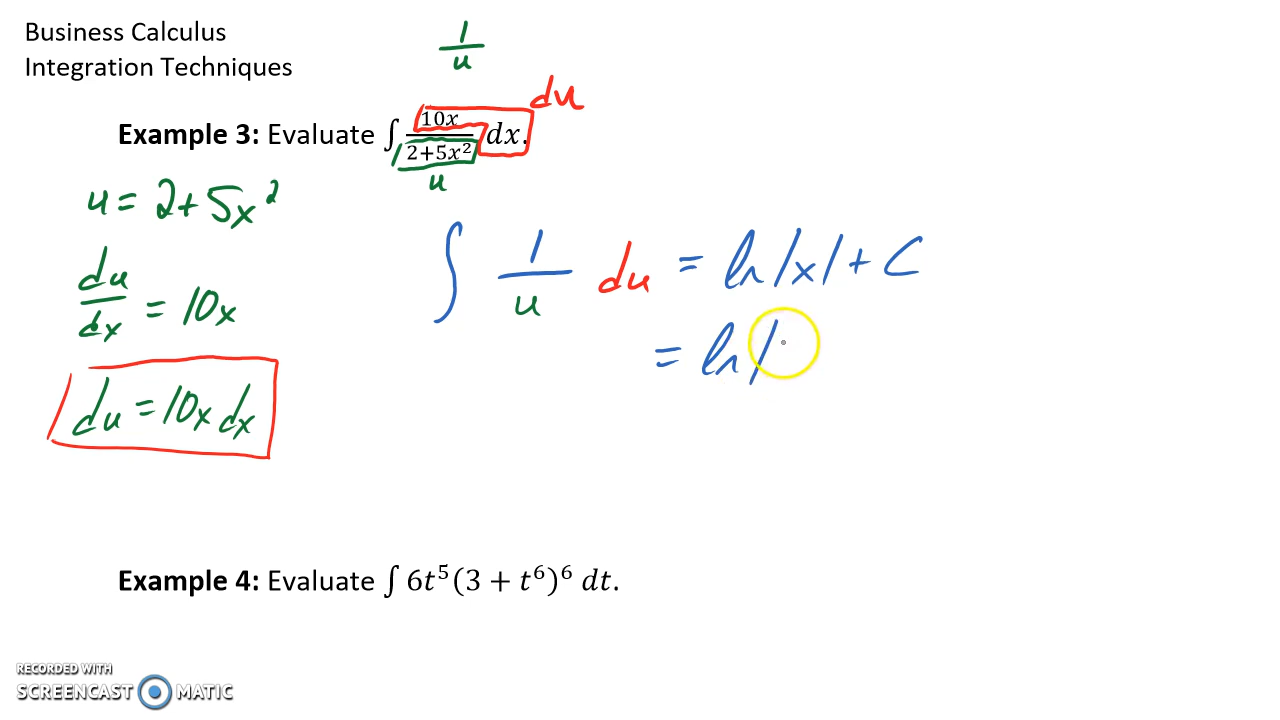 Business Calculus
Integration Techniques
1/u
Example 3: Evaluate ∫ 10x/(2+5x²) dx.
du
u
u = 2 + 5x²
du/dx = 10x
du = 10x dx
∫ 1/u du = ln|x| + C
= ln|
Example 4: Evaluate ∫ 6t⁵(3 + t⁶)⁶ dt.
RECORDED WITH
SCREENCAST MATIC